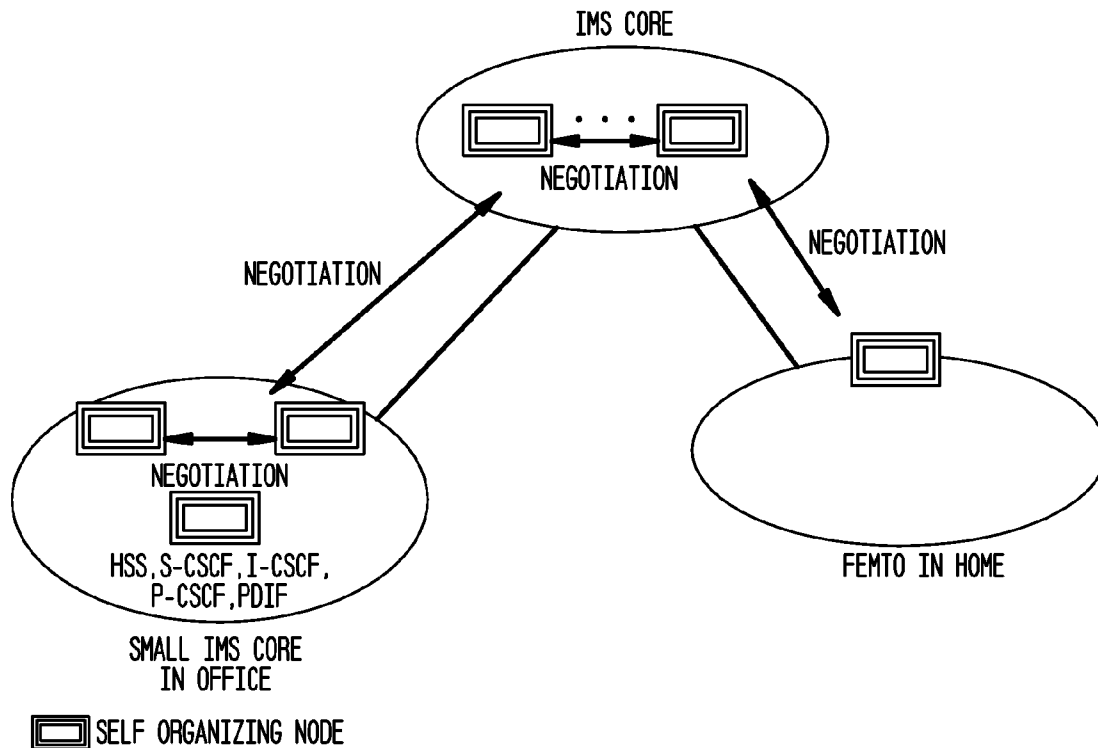 IMS CORE
. . .
NEGOTIATION
NEGOTIATION
NEGOTIATION
NEGOTIATION
HSS,S-CSCF,I-CSCF,
P-CSCF,PDIF
FEMTO IN HOME
SMALL IMS CORE
IN OFFICE
SELF ORGANIZING NODE